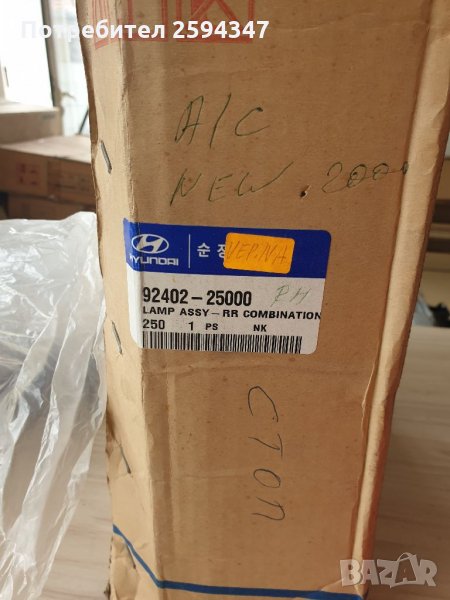 Потребител 2594347
A/C
NEW. 2000
HYUNDAI 순정 VERNA
92402-25000 RH
LAMP ASSY-RR COMBINATION
250 1 PS NK
СТОП
BAZAR